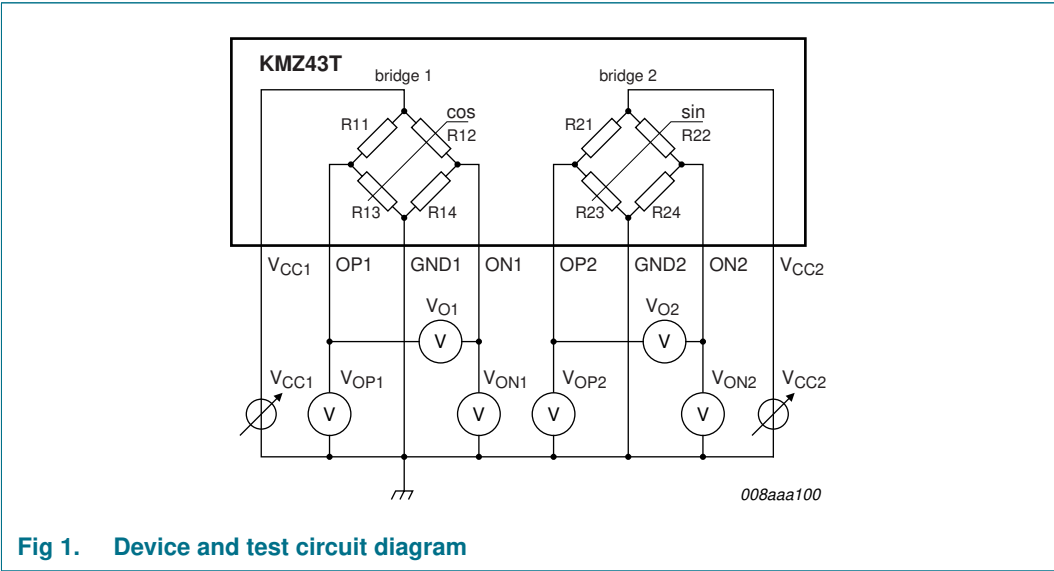 KMZ43T
bridge 1
bridge 2
cos
sin
R11
R12
R21
R22
R13
R14
R23
R24
VCC1
OP1
GND1
ON1
OP2
GND2
ON2
VCC2
VO1
VO2
V
V
VCC1
VOP1
VON1
VOP2
VON2
VCC2
V
V
V
V
008aaa100
Fig 1. Device and test circuit diagram